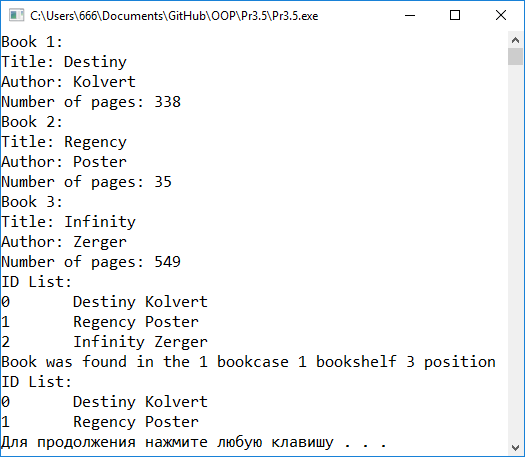 C:\Users\666\Documents\GitHub\OOP\Pr3.5\Pr3.5.exe
Book 1:
Title: Destiny
Author: Kolvert
Number of pages: 338
Book 2:
Title: Regency
Author: Poster
Number of pages: 35
Book 3:
Title: Infinity
Author: Zerger
Number of pages: 549
ID List:
0       Destiny Kolvert
1       Regency Poster
2       Infinity Zerger
Book was found in the 1 bookcase 1 bookshelf 3 position
ID List:
0       Destiny Kolvert
1       Regency Poster
Для продолжения нажмите любую клавишу . . .